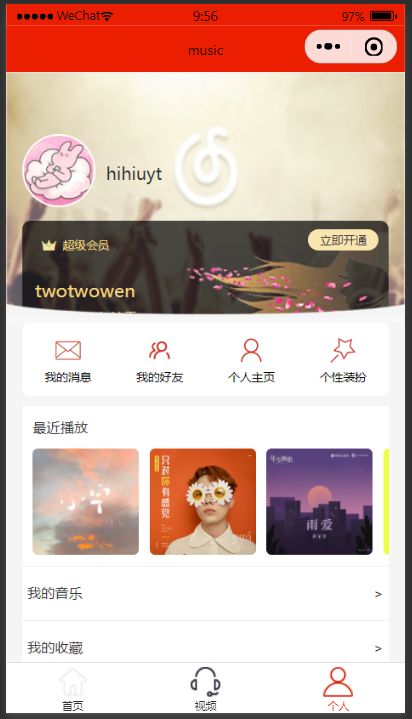 WeChat 9:56 97%
music
hihiuyt
超级会员 立即开通
twotwowen
我的消息 我的好友 个人主页 个性装扮
最近播放
只对你有感觉
雨爱
我的音乐 >
我的收藏 >
首页 视频 个人